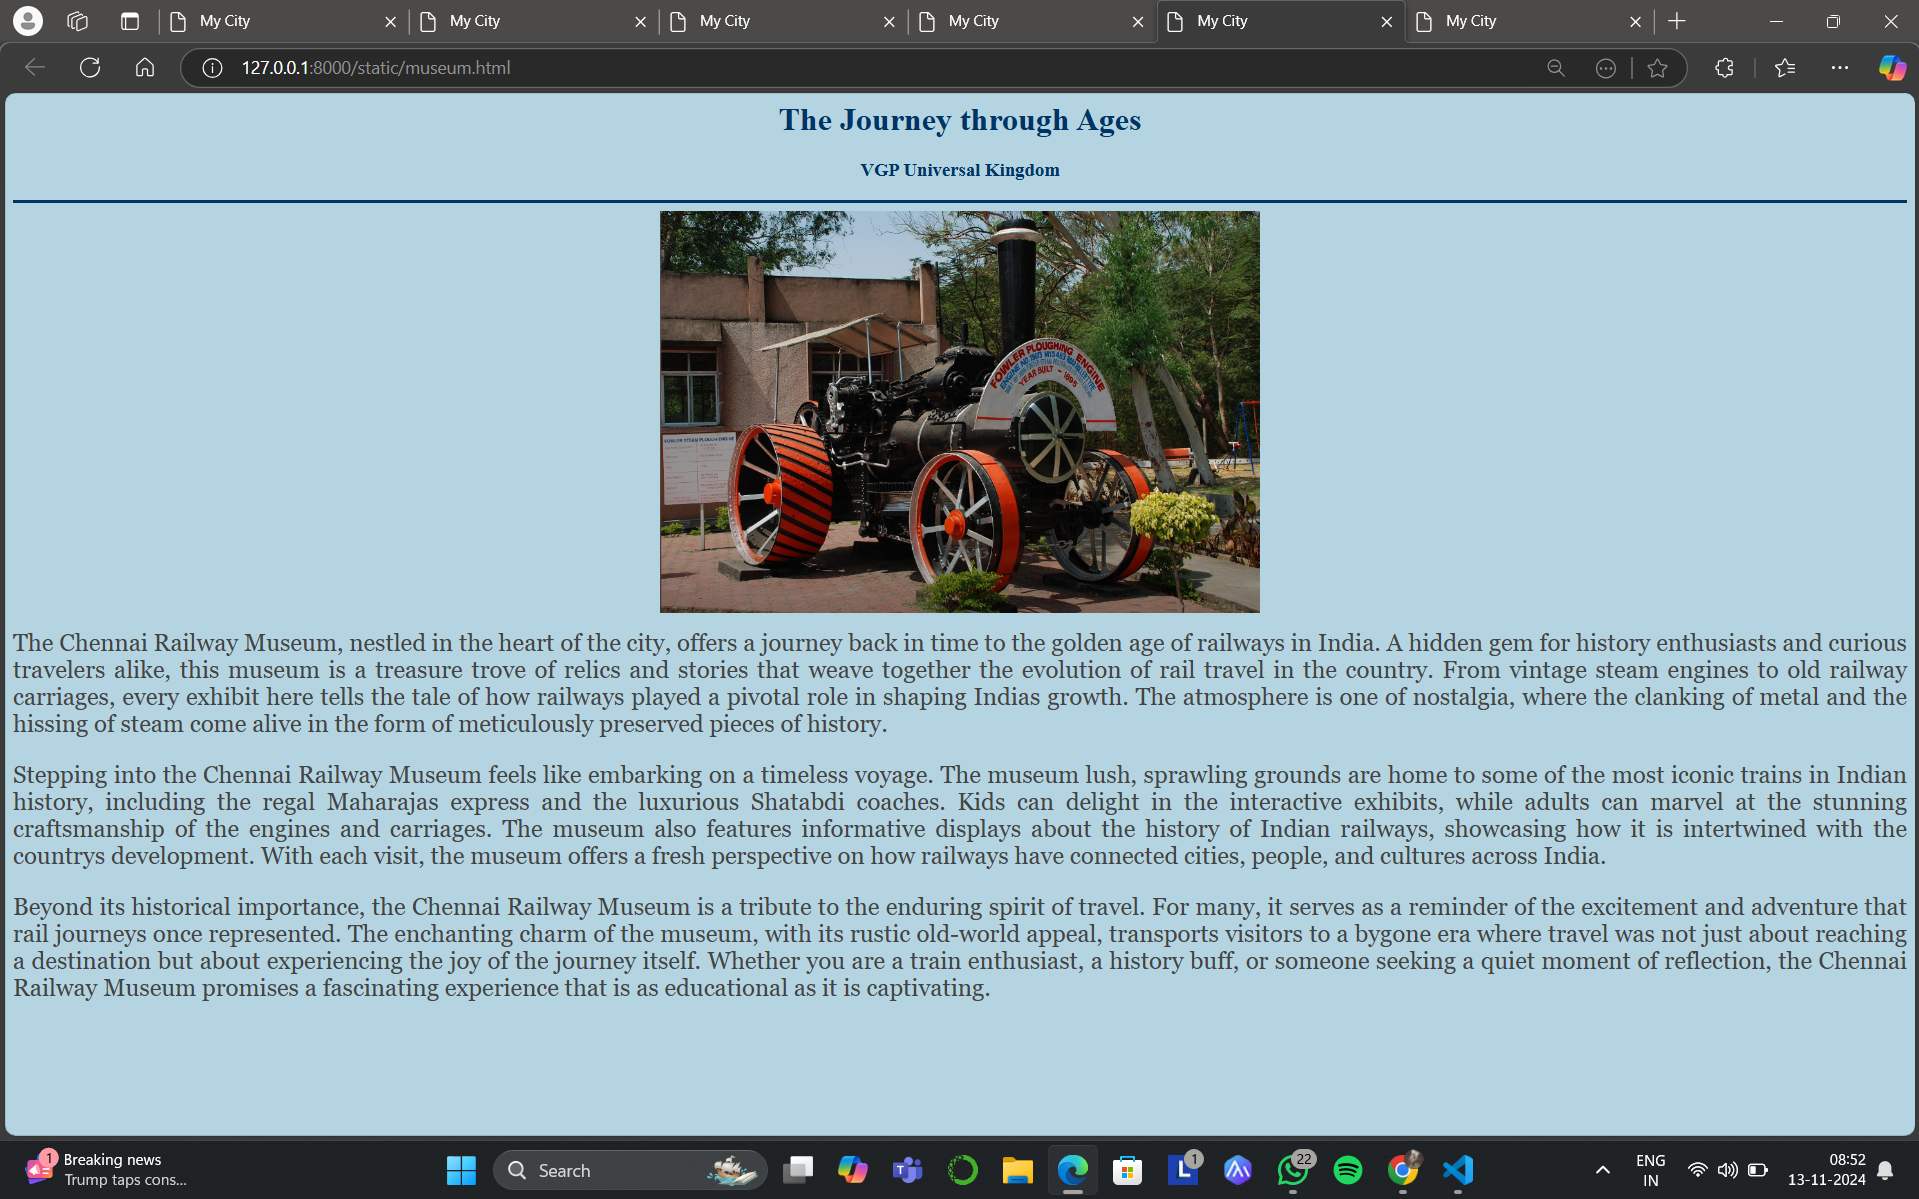 My City
My City
My City
My City
My City
My City
127.0.0.1:8000/static/museum.html
The Journey through Ages
VGP Universal Kingdom
FOWLER PLOUGHING ENGINE
YEAR BUILT - 1895
FOWLER STEAM PLOUGH ENGINE
The Chennai Railway Museum, nestled in the heart of the city, offers a journey back in time to the golden age of railways in India. A hidden gem for history enthusiasts and curious
travelers alike, this museum is a treasure trove of relics and stories that weave together the evolution of rail travel in the country. From vintage steam engines to old railway
carriages, every exhibit here tells the tale of how railways played a pivotal role in shaping Indias growth. The atmosphere is one of nostalgia, where the clanking of metal and the
hissing of steam come alive in the form of meticulously preserved pieces of history.
Stepping into the Chennai Railway Museum feels like embarking on a timeless voyage. The museum lush, sprawling grounds are home to some of the most iconic trains in Indian
history, including the regal Maharajas express and the luxurious Shatabdi coaches. Kids can delight in the interactive exhibits, while adults can marvel at the stunning
craftsmanship of the engines and carriages. The museum also features informative displays about the history of Indian railways, showcasing how it is intertwined with the
countrys development. With each visit, the museum offers a fresh perspective on how railways have connected cities, people, and cultures across India.
Beyond its historical importance, the Chennai Railway Museum is a tribute to the enduring spirit of travel. For many, it serves as a reminder of the excitement and adventure that
rail journeys once represented. The enchanting charm of the museum, with its rustic old-world appeal, transports visitors to a bygone era where travel was not just about reaching
a destination but about experiencing the joy of the journey itself. Whether you are a train enthusiast, a history buff, or someone seeking a quiet moment of reflection, the Chennai
Railway Museum promises a fascinating experience that is as educational as it is captivating.
1
Breaking news
Trump taps cons...
Search
1
22
ENG
IN
08:52
13-11-2024